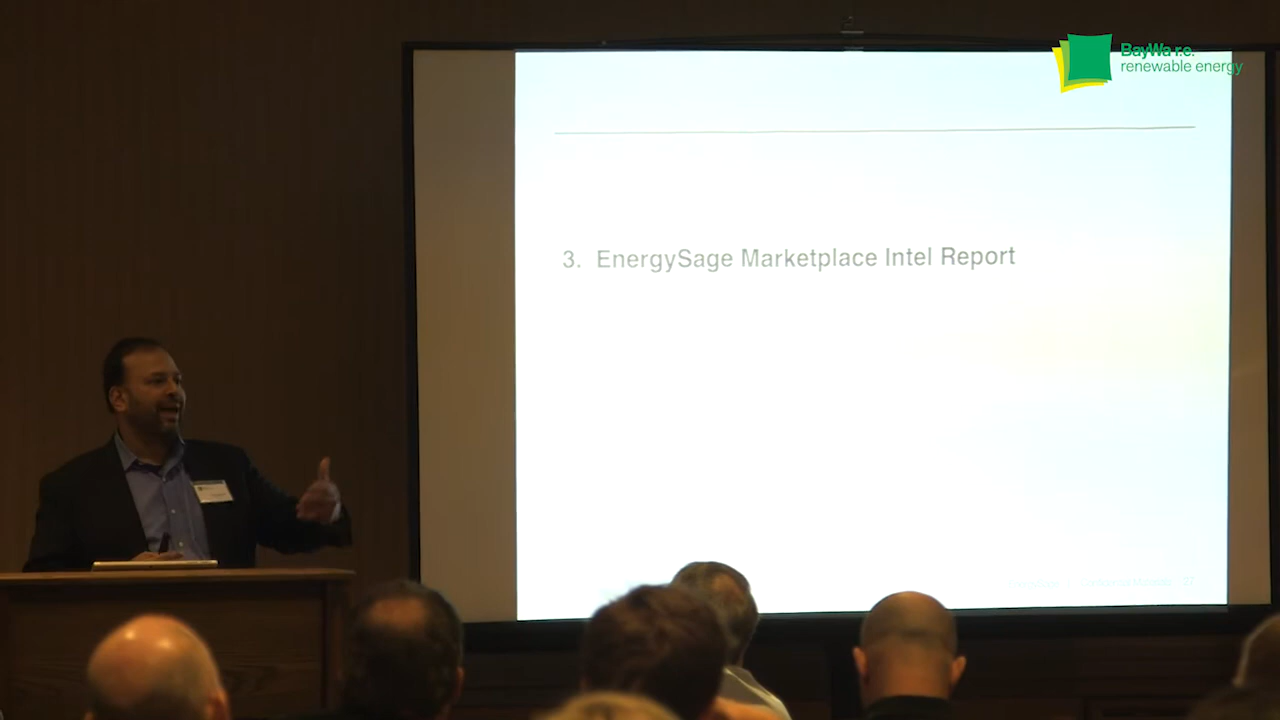 BayWa r.e.
renewable energy
3. EnergySage Marketplace Intel Report